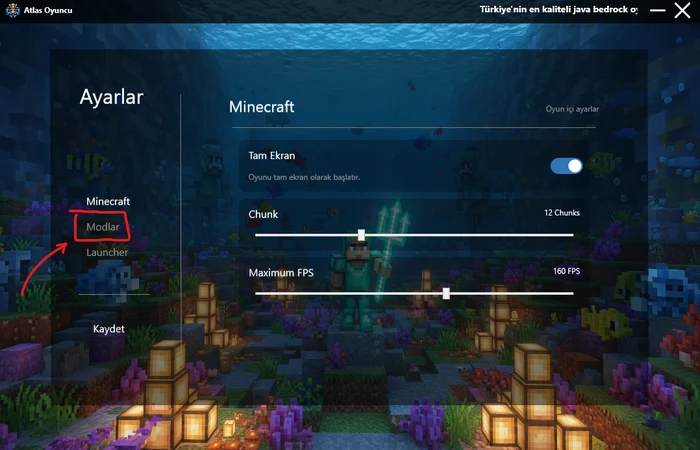 Atlas Oyuncu
Türkiye'nin en kaliteli java bedrock oy
Ayarlar
Minecraft
Modlar
Launcher
Kaydet
Minecraft
Oyun içi ayarlar
Tam Ekran
Oyunu tam ekran olarak başlatır.
Chunk
12 Chunks
Maximum FPS
160 FPS